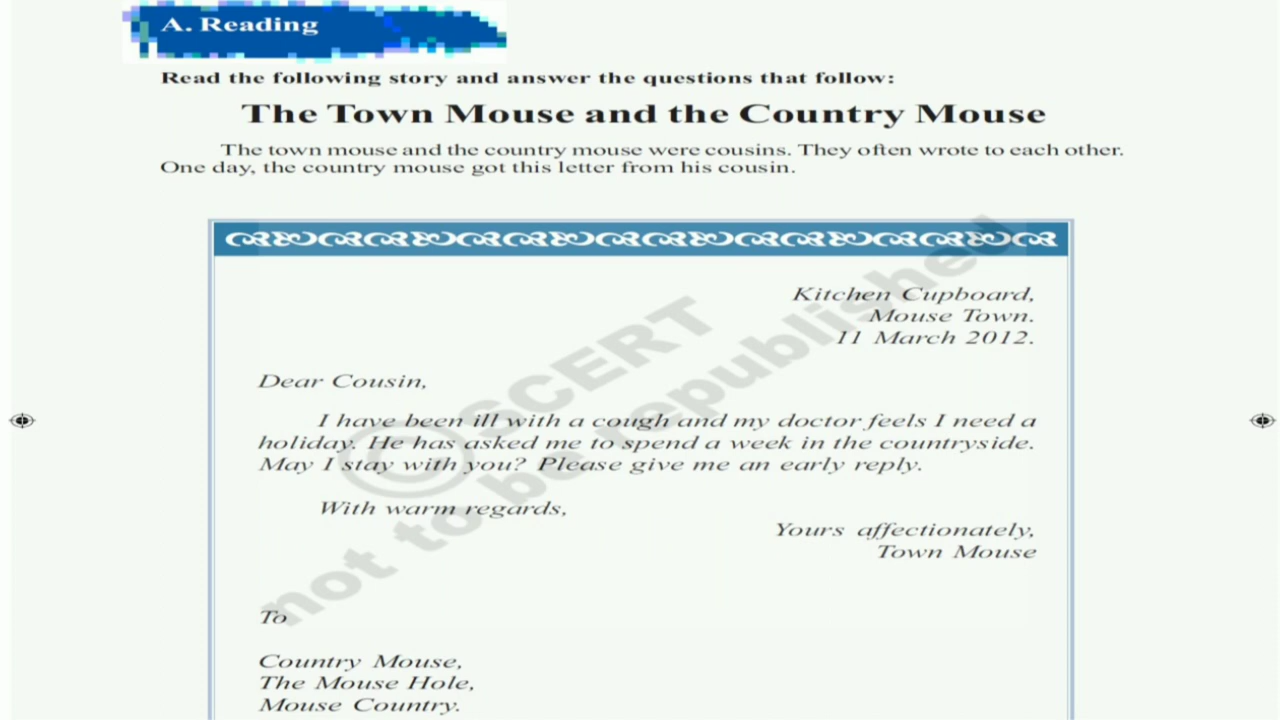 A. Reading
Read the following story and answer the questions that follow:
The Town Mouse and the Country Mouse
The town mouse and the country mouse were cousins. They often wrote to each other.
One day, the country mouse got this letter from his cousin.
Kitchen Cupboard,
Mouse Town.
11 March 2012.
Dear Cousin,
I have been ill with a cough and my doctor feels I need a
holiday. He has asked me to spend a week in the countryside.
May I stay with you? Please give me an early reply.
With warm regards,
Yours affectionately,
Town Mouse
To
Country Mouse,
The Mouse Hole,
Mouse Country.
© SCERT
not to be republished